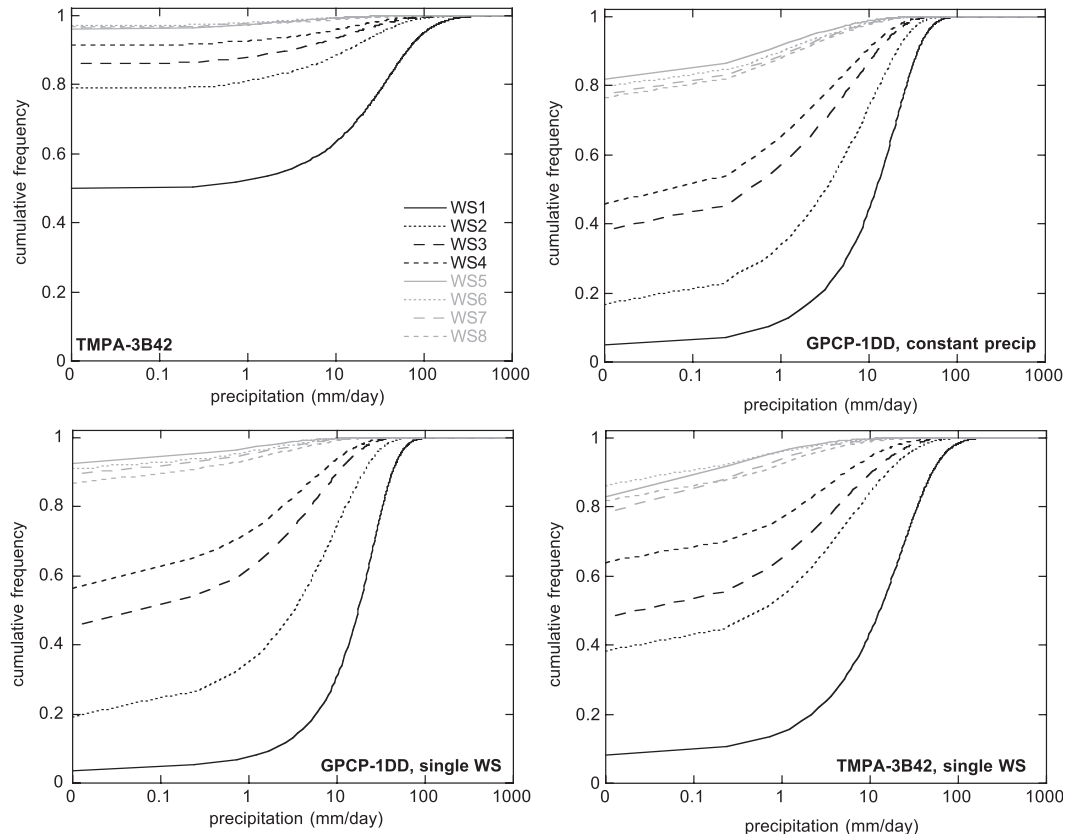 1
0.8
0.6
0.4
0.2
0
cumulative frequency
WS1
WS2
WS3
WS4
WS5
WS6
WS7
WS8
TMPA-3B42
0 0.1 1 10 100 1000
precipitation (mm/day)
1
0.8
0.6
0.4
0.2
0
cumulative frequency
GPCP-1DD, constant precip
0 0.1 1 10 100 1000
precipitation (mm/day)
1
0.8
0.6
0.4
0.2
0
cumulative frequency
GPCP-1DD, single WS
0 0.1 1 10 100 1000
precipitation (mm/day)
1
0.8
0.6
0.4
0.2
0
cumulative frequency
TMPA-3B42, single WS
0 0.1 1 10 100 1000
precipitation (mm/day)